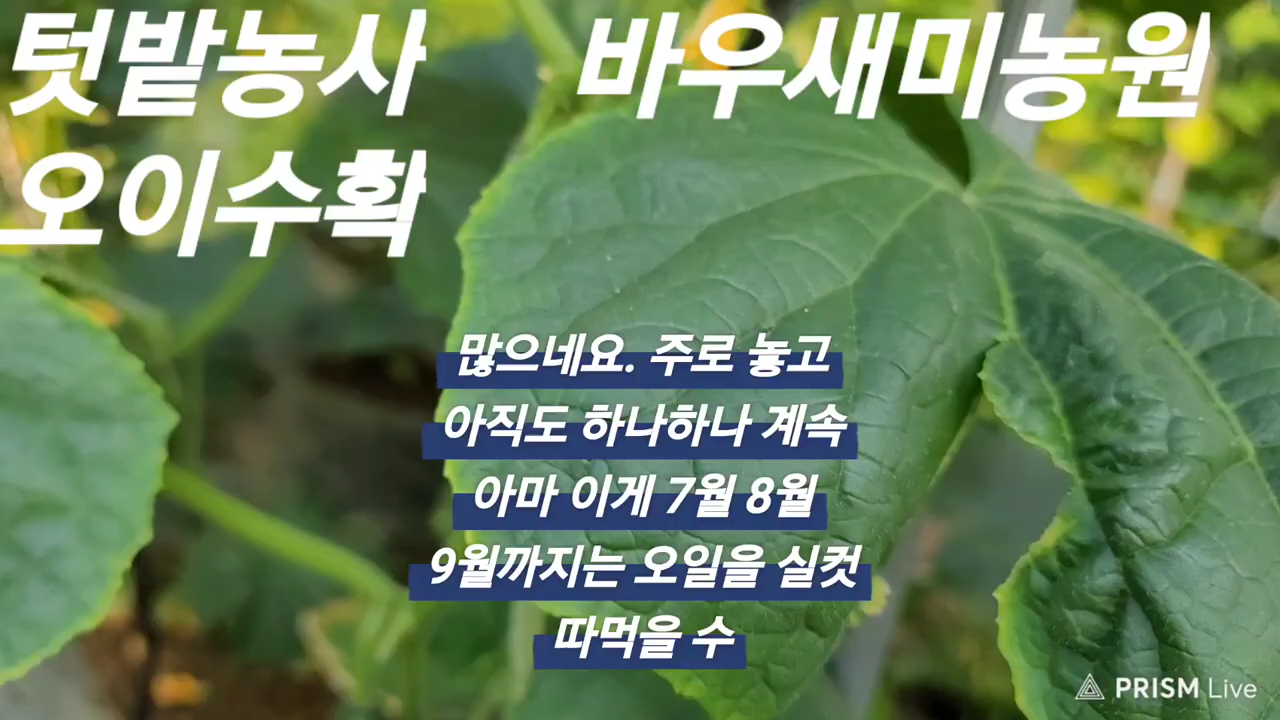 텃밭농사 바우새미농원
오이수확
많으네요. 주로 놓고
아직도 하나하나 계속
아마 이게 7월 8월
9월까지는 오일을 실컷
따먹을 수
PRISM Live